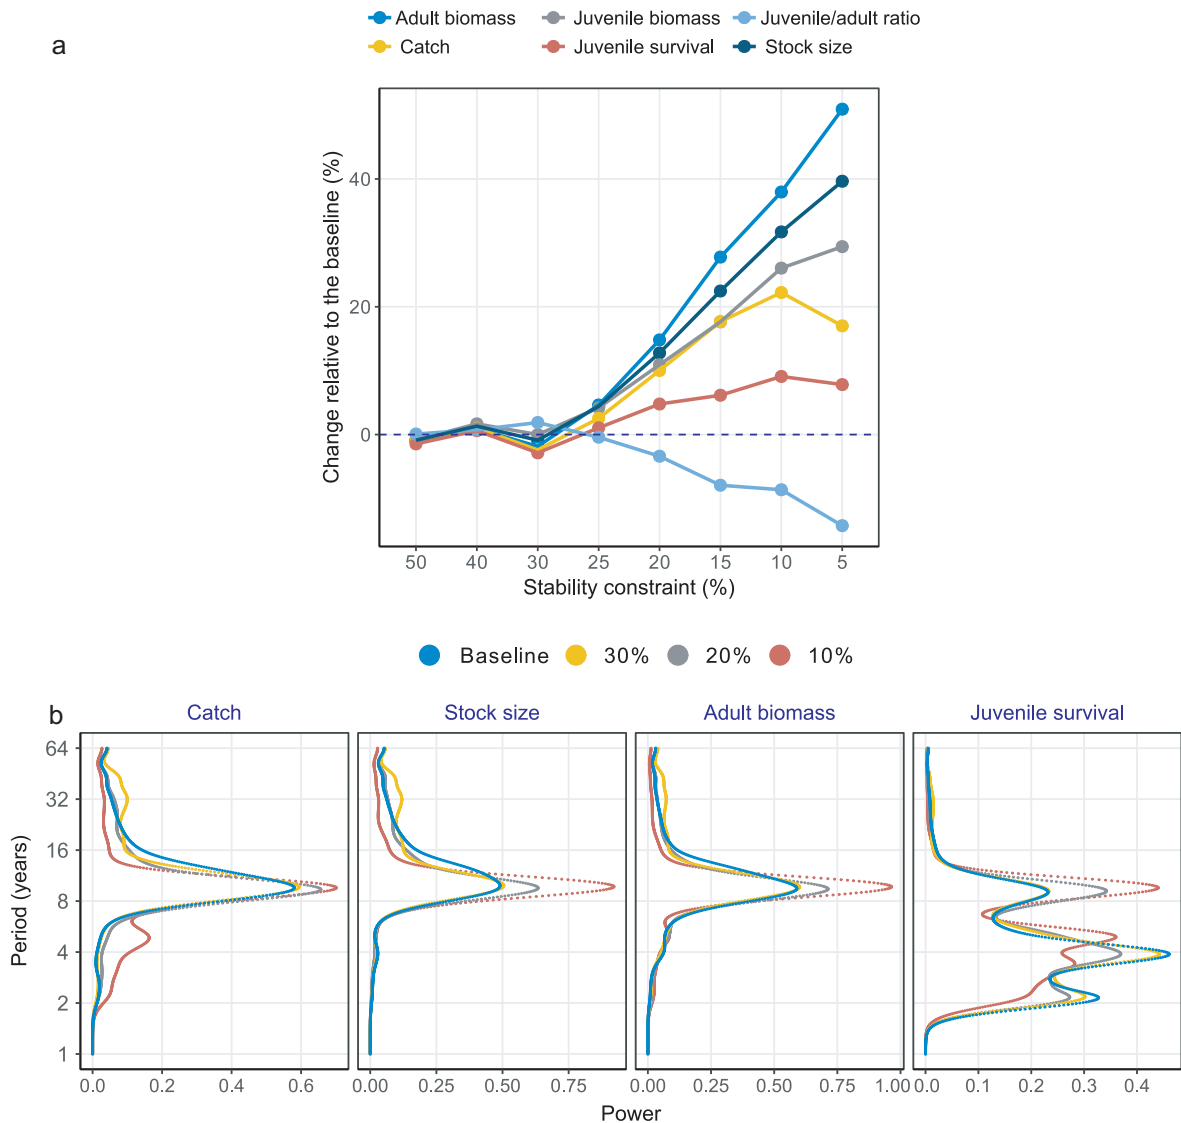 Adult biomass Juvenile biomass Juvenile/adult ratio
a
Catch Juvenile survival Stock size
Change relative to the baseline (%)
40
20
0
50 40 30 25 20 15 10 5
Stability constraint (%)
Baseline 30% 20% 10%
b
Catch Stock size Adult biomass Juvenile survival
Period (years)
64
32
16
8
4
2
1
0.0 0.2 0.4 0.6 0.00 0.25 0.50 0.75 0.00 0.25 0.50 0.75 1.00 0.0 0.1 0.2 0.3 0.4
Power